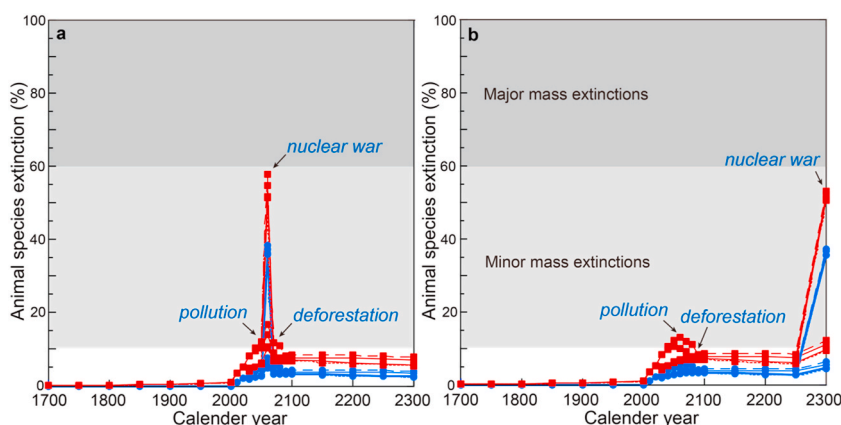 a
100
80
60
40
20
0
Animal species extinction (%)
nuclear war
pollution
deforestation
1700 1800 1900 2000 2100 2200 2300
Calender year
b
100
80
60
40
20
0
Animal species extinction (%)
Major mass extinctions
nuclear war
Minor mass extinctions
pollution
deforestation
1700 1800 1900 2000 2100 2200 2300
Calender year